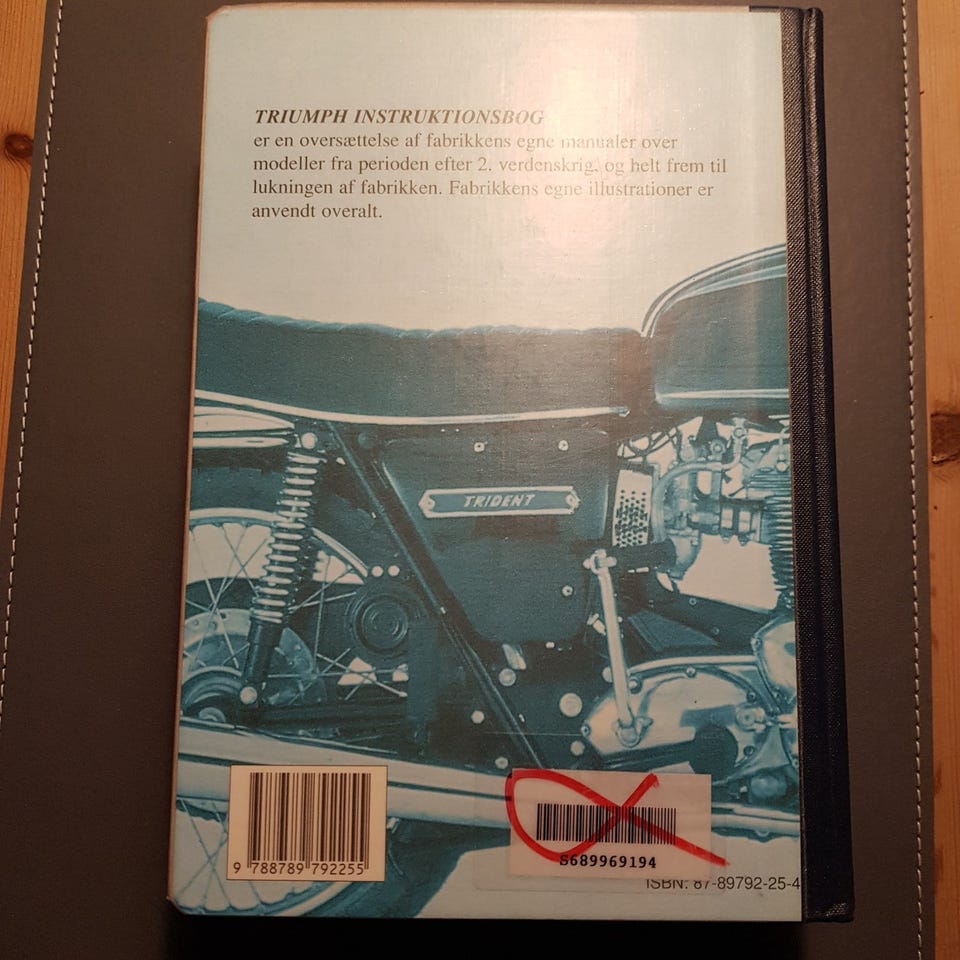 TRIUMPH INSTRUKTIONSBOG
er en oversættelse af fabrikkens egne manualer over
modeller fra perioden efter 2. verdenskrig, og helt frem til
lukningen af fabrikken. Fabrikkens egne illustrationer er
anvendt overalt.
TRIDENT
9 788789 792255
S689969194
ISBN: 87-89792-25-4